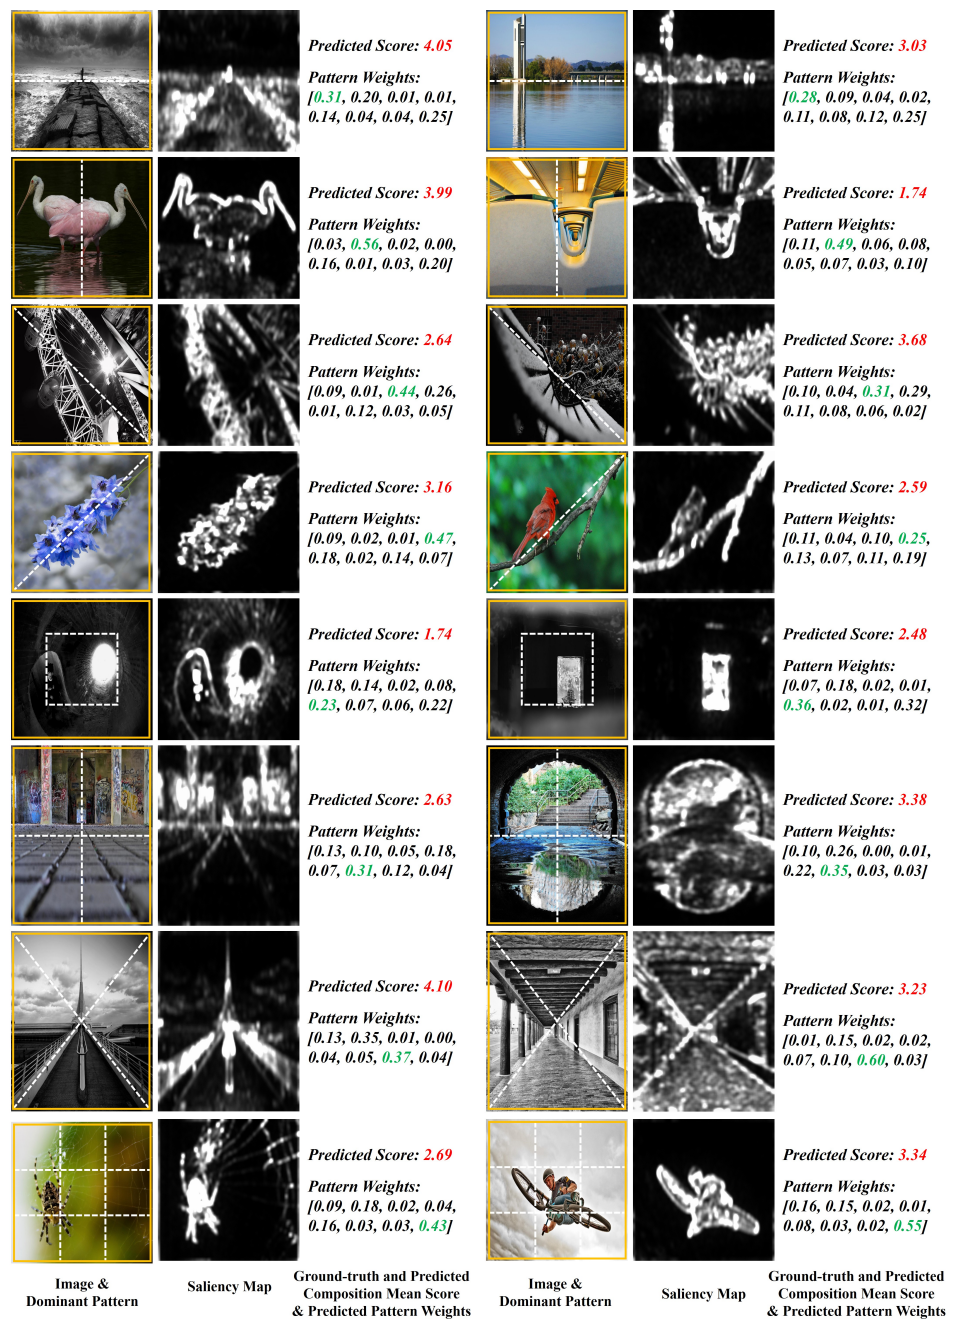 Predicted Score: 4.05
Pattern Weights:
[0.31, 0.20, 0.01, 0.01,
0.14, 0.04, 0.04, 0.25]
Predicted Score: 3.03
Pattern Weights:
[0.28, 0.09, 0.04, 0.02,
0.11, 0.08, 0.12, 0.25]
Predicted Score: 3.99
Pattern Weights:
[0.03, 0.56, 0.02, 0.00,
0.16, 0.01, 0.03, 0.20]
Predicted Score: 1.74
Pattern Weights:
[0.11, 0.49, 0.06, 0.08,
0.05, 0.07, 0.03, 0.10]
Predicted Score: 2.64
Pattern Weights:
[0.09, 0.01, 0.44, 0.26,
0.01, 0.12, 0.03, 0.05]
Predicted Score: 3.68
Pattern Weights:
[0.10, 0.04, 0.31, 0.29,
0.11, 0.08, 0.06, 0.02]
Predicted Score: 3.16
Pattern Weights:
[0.09, 0.02, 0.01, 0.47,
0.18, 0.02, 0.14, 0.07]
Predicted Score: 2.59
Pattern Weights:
[0.11, 0.04, 0.10, 0.25,
0.13, 0.07, 0.11, 0.19]
Predicted Score: 1.74
Pattern Weights:
[0.18, 0.14, 0.02, 0.08,
0.23, 0.07, 0.06, 0.22]
Predicted Score: 2.48
Pattern Weights:
[0.07, 0.18, 0.02, 0.01,
0.36, 0.02, 0.01, 0.32]
Predicted Score: 2.63
Pattern Weights:
[0.13, 0.10, 0.05, 0.18,
0.07, 0.31, 0.12, 0.04]
Predicted Score: 3.38
Pattern Weights:
[0.10, 0.26, 0.00, 0.01,
0.22, 0.35, 0.03, 0.03]
Predicted Score: 4.10
Pattern Weights:
[0.13, 0.35, 0.01, 0.00,
0.04, 0.05, 0.37, 0.04]
Predicted Score: 3.23
Pattern Weights:
[0.01, 0.15, 0.02, 0.02,
0.07, 0.10, 0.60, 0.03]
Predicted Score: 2.69
Pattern Weights:
[0.09, 0.18, 0.02, 0.04,
0.16, 0.03, 0.03, 0.43]
Predicted Score: 3.34
Pattern Weights:
[0.16, 0.15, 0.02, 0.01,
0.08, 0.03, 0.02, 0.55]
Image &
Dominant Pattern
Saliency Map
Ground-truth and Predicted
Composition Mean Score
& Predicted Pattern Weights
Image &
Dominant Pattern
Saliency Map
Ground-truth and Predicted
Composition Mean Score
& Predicted Pattern Weights